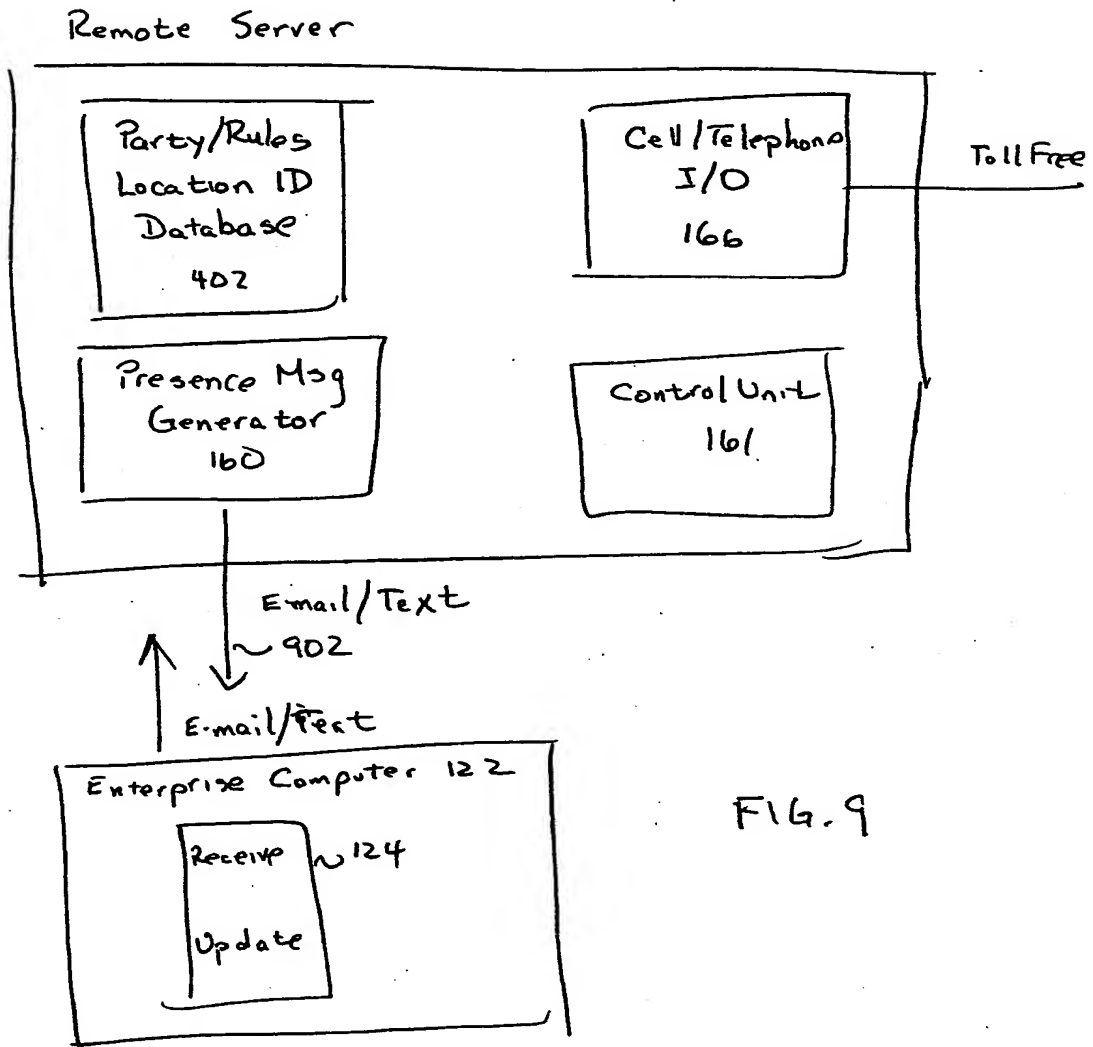 Remote Server
Party/Rules
Location ID
Database
402
Cell/Telephone
I/O
166
Toll Free
Presence Msg
Generator
160
Control Unit
161
E-mail/Text
902
E-mail/Text
Enterprise Computer 122
Receive
124
Update
FIG. 9